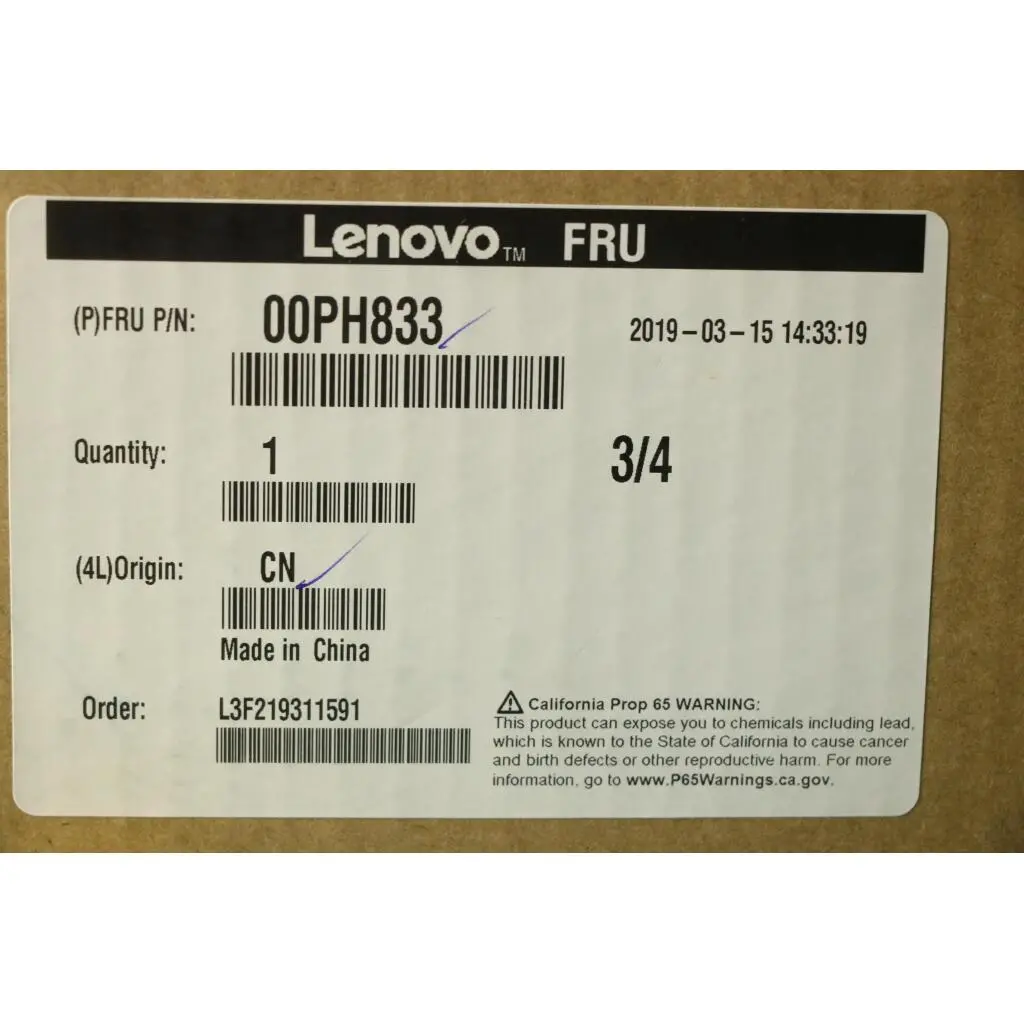 Lenovo™ FRU
(P)FRU P/N: 00PH833 2019-03-15 14:33:19
Quantity: 1 3/4
(4L)Origin: CN
Made in China
Order: L3F219311591
⚠ California Prop 65 WARNING:
This product can expose you to chemicals including lead,
which is known to the State of California to cause cancer
and birth defects or other reproductive harm. For more
information, go to www.P65Warnings.ca.gov.